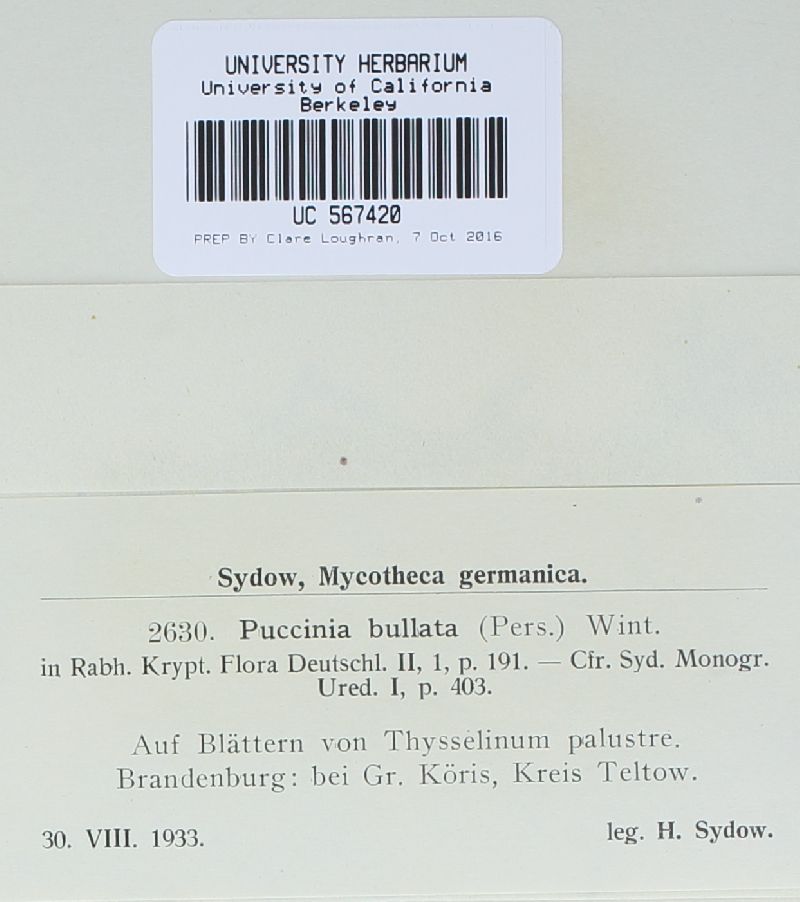 UNIVERSITY HERBARIUM
University of California
Berkeley
UC 567420
PREP BY Clare Loughran, 7 Oct 2016
Sydow, Mycotheca germanica.
2630. Puccinia bullata (Pers.) Wint.
in Rabh. Krypt. Flora Deutschl. II, 1, p. 191. — Cfr. Syd. Monogr.
Ured. I, p. 403.
Auf Blättern von Thysselinum palustre.
Brandenburg: bei Gr. Köris, Kreis Teltow.
30. VIII. 1933.
leg. H. Sydow.